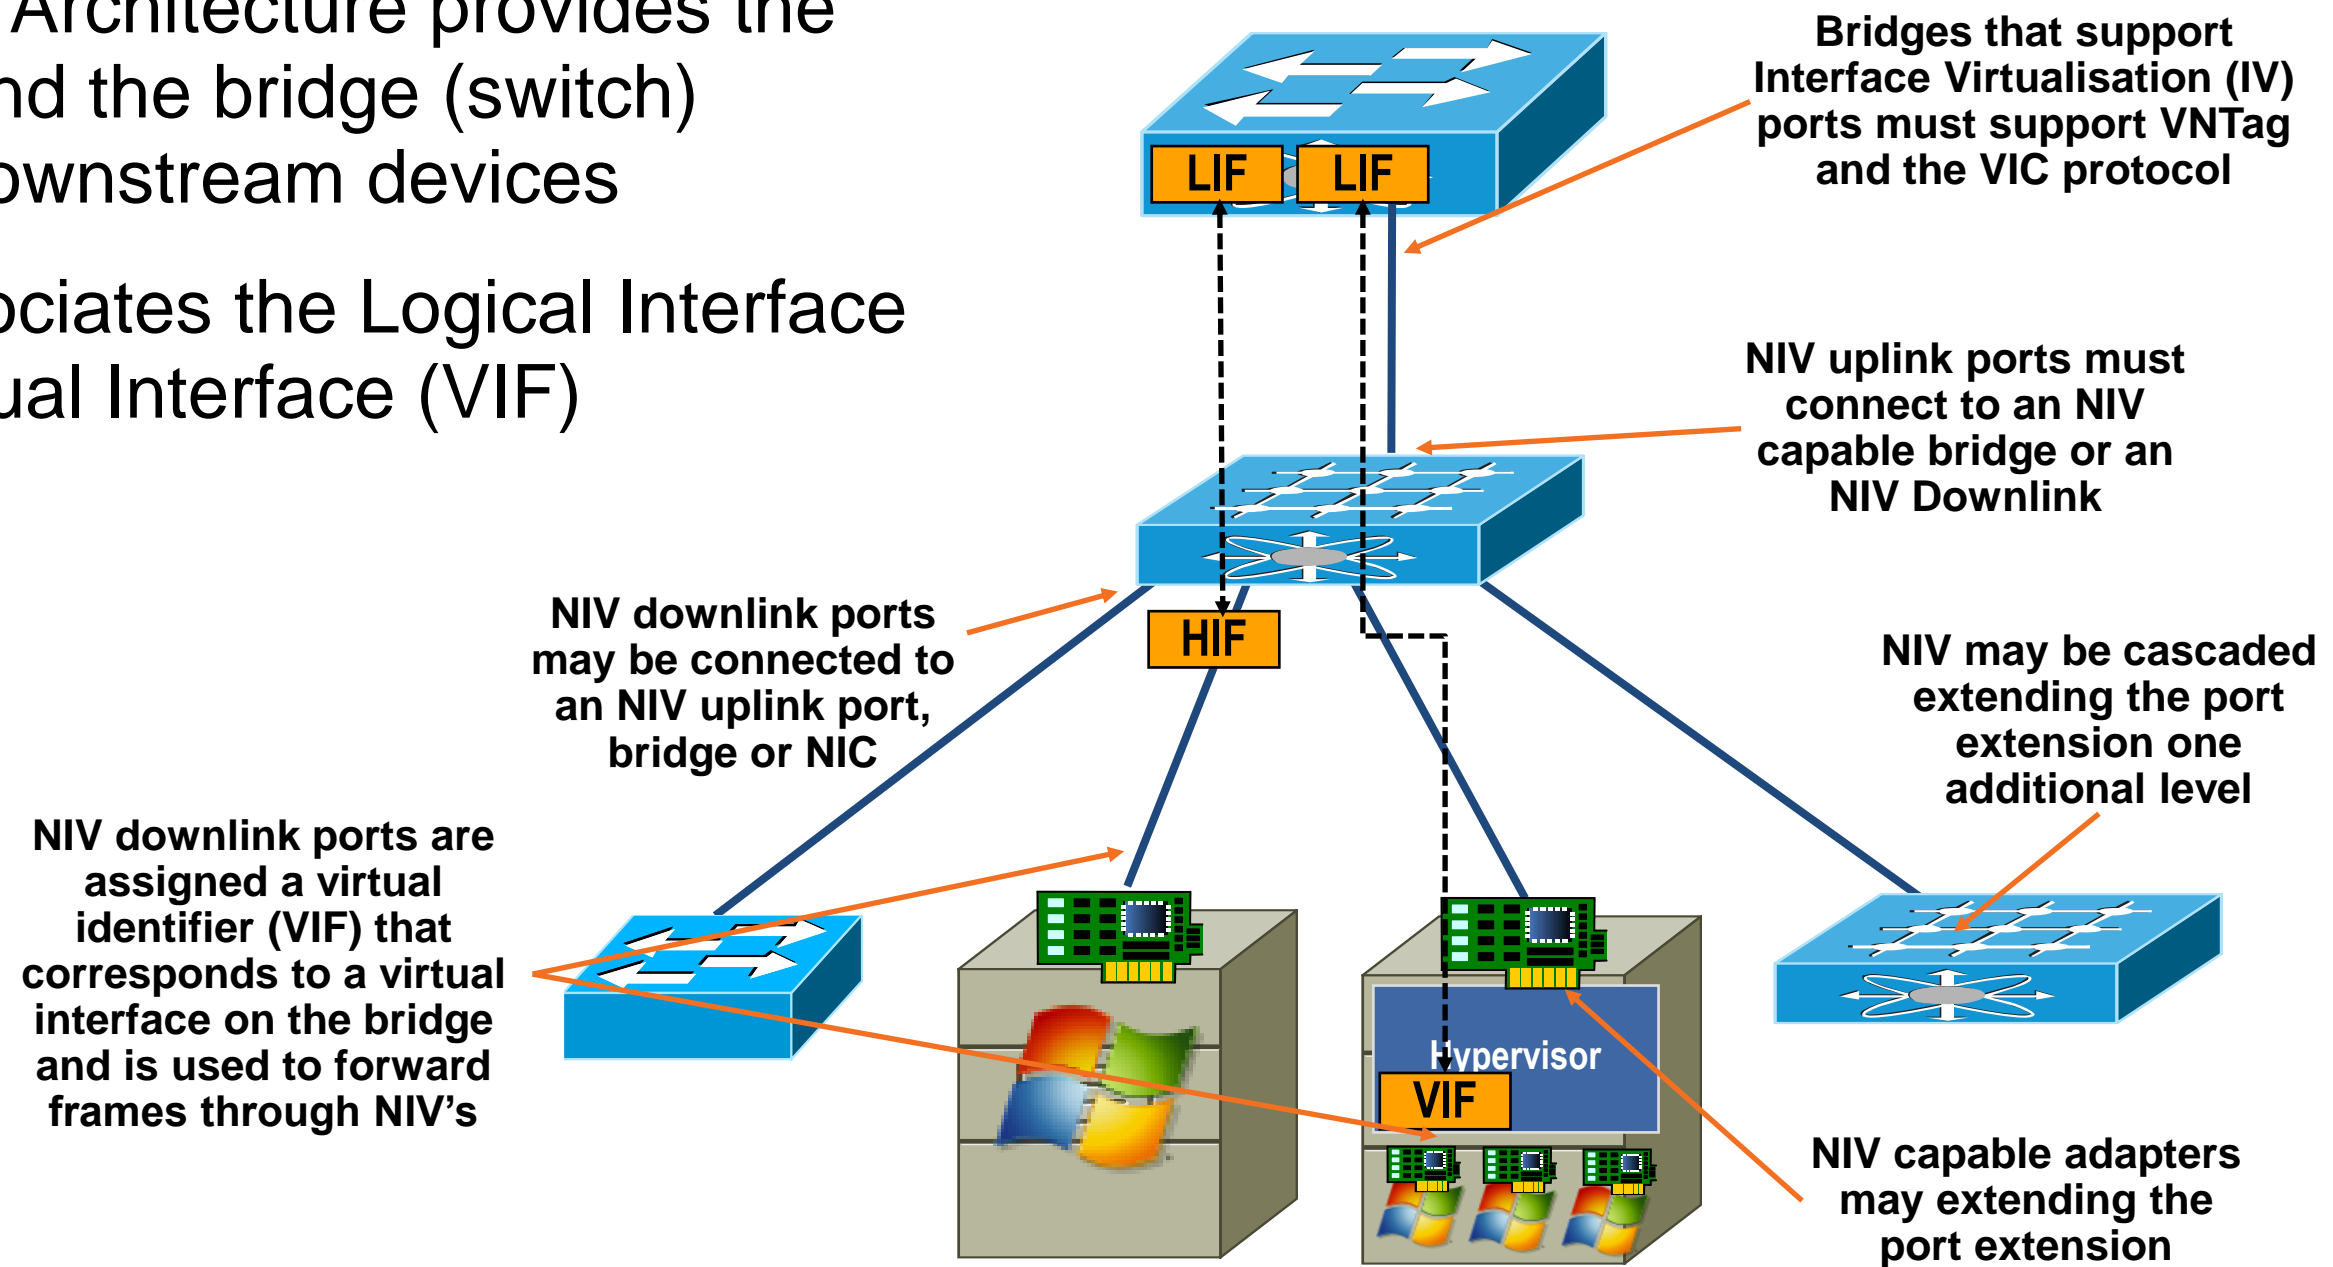 Architecture provides the
nd the bridge (switch)
ownstream devices
ociates the Logical Interface
ual Interface (VIF)
Bridges that support
Interface Virtualisation (IV)
ports must support VNTag
and the VIC protocol
LIF LIF
NIV uplink ports must
connect to an NIV
capable bridge or an
NIV Downlink
NIV downlink ports
may be connected to
an NIV uplink port,
bridge or NIC
HIF
NIV may be cascaded
extending the port
extension one
additional level
NIV downlink ports are
assigned a virtual
identifier (VIF) that
corresponds to a virtual
interface on the bridge
and is used to forward
frames through NIV’s
Hypervisor
VIF
NIV capable adapters
may extending the
port extension